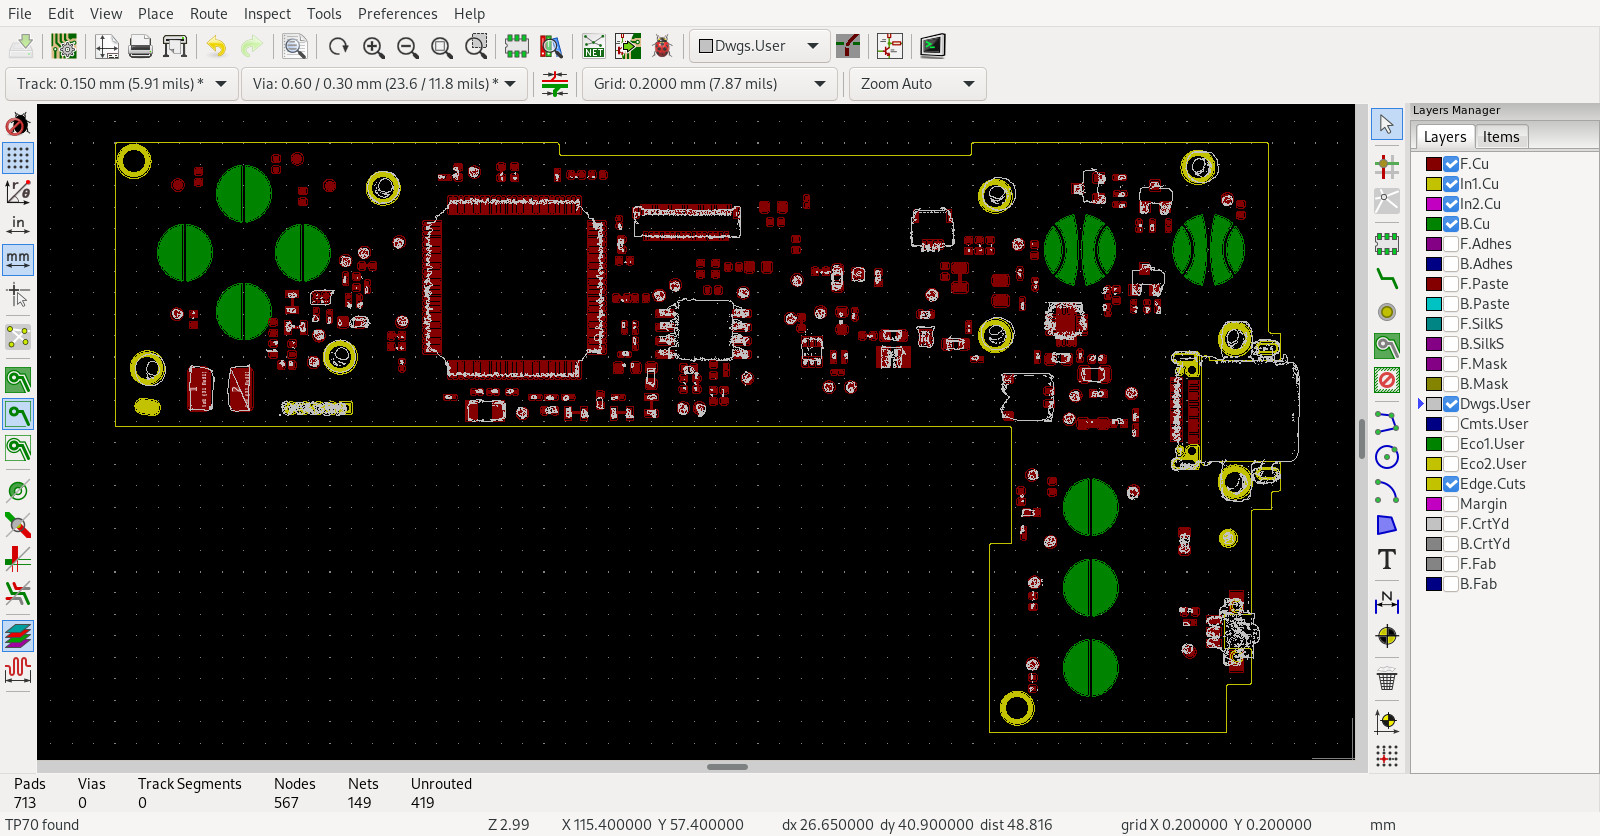 File Edit View Place Route Inspect Tools Preferences Help
Dwgs.User
Track: 0.150 mm (5.91 mils) * Via: 0.60 / 0.30 mm (23.6 / 11.8 mils) * Grid: 0.2000 mm (7.87 mils) Zoom Auto
NET
in
mm
T
N
Layers Manager
Layers Items
F.Cu
In1.Cu
In2.Cu
B.Cu
F.Adhes
B.Adhes
F.Paste
B.Paste
F.SilkS
B.SilkS
F.Mask
B.Mask
Dwgs.User
Cmts.User
Eco1.User
Eco2.User
Edge.Cuts
Margin
F.CrtYd
B.CrtYd
F.Fab
B.Fab
Pads Vias Track Segments Nodes Nets Unrouted
713 0 0 567 149 419
TP70 found Z 2.99 X 115.400000 Y 57.400000 dx 26.650000 dy 40.900000 dist 48.816 grid X 0.200000 Y 0.200000 mm